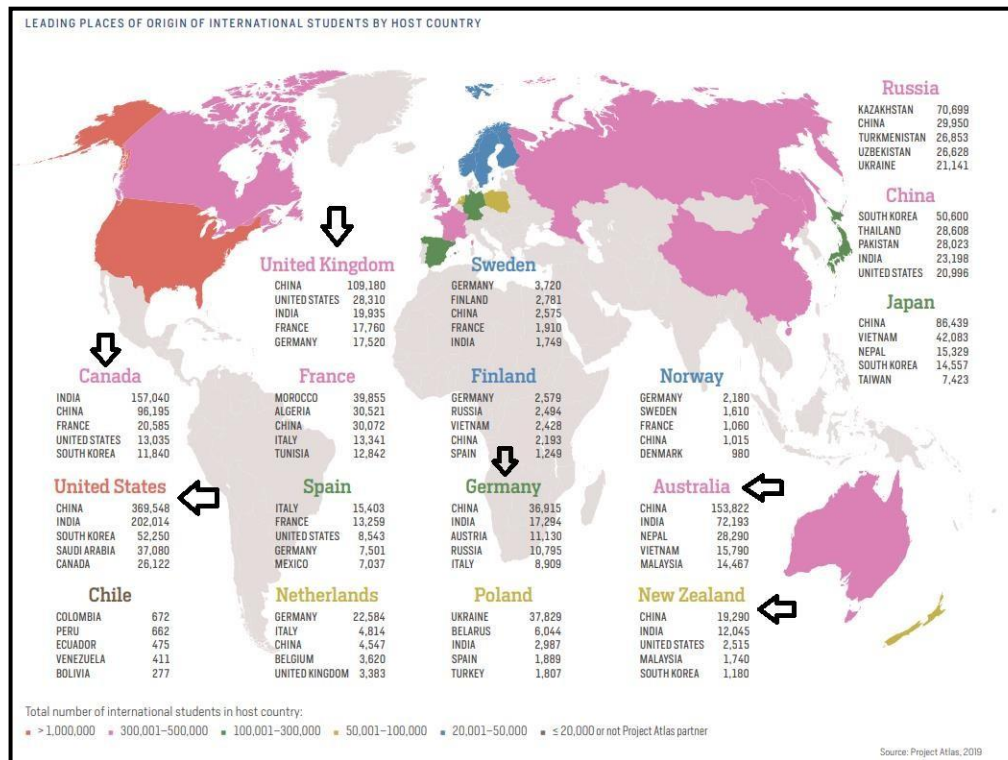 LEADING PLACES OF ORIGIN OF INTERNATIONAL STUDENTS BY HOST COUNTRY
Russia
KAZAKHSTAN 70,699
CHINA 29,950
TURKMENISTAN 26,853
UZBEKISTAN 26,628
UKRAINE 21,141
China
SOUTH KOREA 50,600
THAILAND 28,608
PAKISTAN 28,023
INDIA 23,198
UNITED STATES 20,996
Japan
CHINA 86,439
VIETNAM 42,083
NEPAL 15,329
SOUTH KOREA 14,557
TAIWAN 7,423
United Kingdom
CHINA 109,180
UNITED STATES 28,310
INDIA 19,935
FRANCE 17,760
GERMANY 17,520
Sweden
GERMANY 3,720
FINLAND 2,781
CHINA 2,575
FRANCE 1,910
INDIA 1,749
Canada
INDIA 157,040
CHINA 96,195
FRANCE 20,585
UNITED STATES 13,035
SOUTH KOREA 11,840
France
MOROCCO 39,855
ALGERIA 30,521
CHINA 30,072
ITALY 13,341
TUNISIA 12,842
Finland
GERMANY 2,579
RUSSIA 2,494
VIETNAM 2,428
CHINA 2,193
SPAIN 1,249
Norway
GERMANY 2,180
SWEDEN 1,610
FRANCE 1,060
CHINA 1,015
DENMARK 980
United States
CHINA 369,548
INDIA 202,014
SOUTH KOREA 52,250
SAUDI ARABIA 37,080
CANADA 26,122
Spain
ITALY 15,403
FRANCE 13,259
UNITED STATES 8,543
GERMANY 7,501
MEXICO 7,037
Germany
CHINA 36,915
INDIA 17,294
AUSTRIA 11,130
RUSSIA 10,795
ITALY 8,909
Australia
CHINA 153,822
INDIA 72,193
NEPAL 28,290
VIETNAM 15,790
MALAYSIA 14,467
Chile
COLOMBIA 672
PERU 662
ECUADOR 475
VENEZUELA 411
BOLIVIA 277
Netherlands
GERMANY 22,584
ITALY 4,814
CHINA 4,547
BELGIUM 3,620
UNITED KINGDOM 3,383
Poland
UKRAINE 37,829
BELARUS 6,044
INDIA 2,987
SPAIN 1,889
TURKEY 1,807
New Zealand
CHINA 19,290
INDIA 12,045
UNITED STATES 2,515
MALAYSIA 1,740
SOUTH KOREA 1,180
Total number of international students in host country:
> 1,000,000 300,001–500,000 100,001–300,000 50,001–100,000 20,001–50,000 ≤ 20,000 or not Project Atlas partner
Source: Project Atlas, 2019